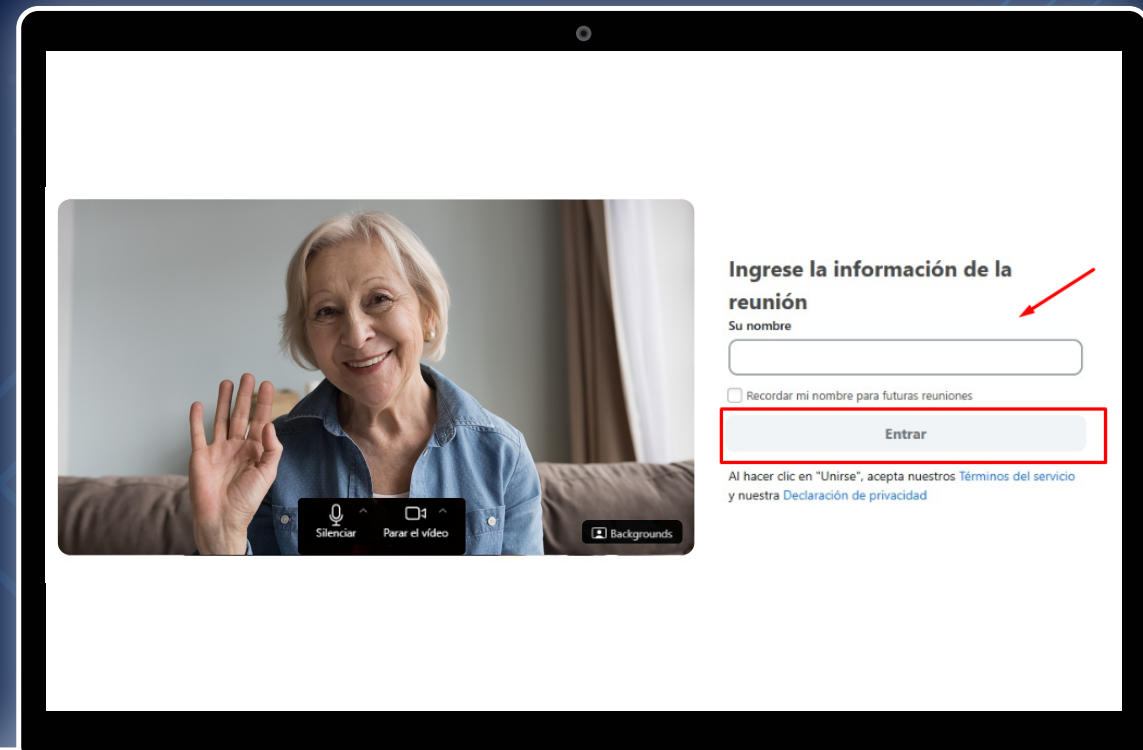 Ingrese la información de la
reunión
Su nombre
Recordar mi nombre para futuras reuniones
Entrar
Al hacer clic en "Unirse", acepta nuestros Términos del servicio
y nuestra Declaración de privacidad
Silenciar
Parar el vídeo
Backgrounds